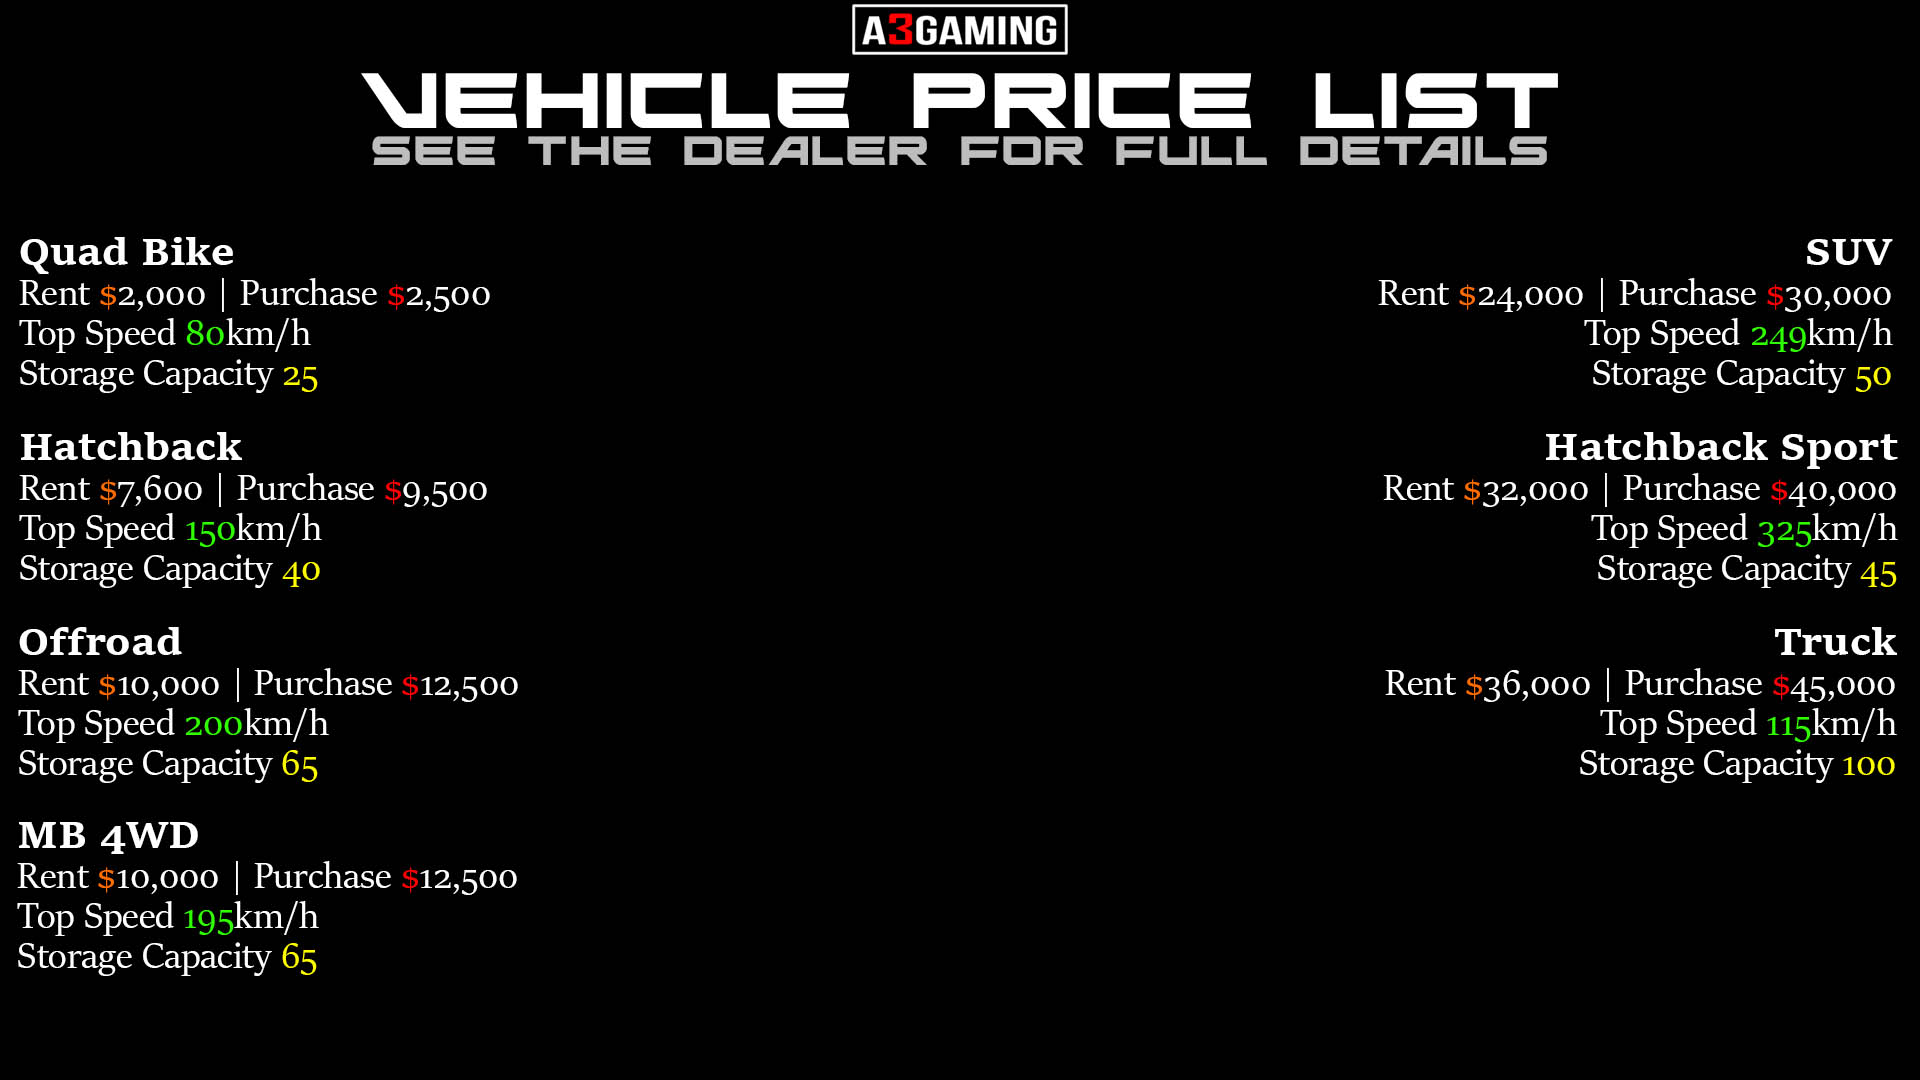 A3GAMING
VEHICLE PRICE LIST
SEE THE DEALER FOR FULL DETAILS
Quad Bike
Rent $2,000 | Purchase $2,500
Top Speed 80km/h
Storage Capacity 25
Hatchback
Rent $7,600 | Purchase $9,500
Top Speed 150km/h
Storage Capacity 40
Offroad
Rent $10,000 | Purchase $12,500
Top Speed 200km/h
Storage Capacity 65
MB 4WD
Rent $10,000 | Purchase $12,500
Top Speed 195km/h
Storage Capacity 65
SUV
Rent $24,000 | Purchase $30,000
Top Speed 249km/h
Storage Capacity 50
Hatchback Sport
Rent $32,000 | Purchase $40,000
Top Speed 325km/h
Storage Capacity 45
Truck
Rent $36,000 | Purchase $45,000
Top Speed 115km/h
Storage Capacity 100